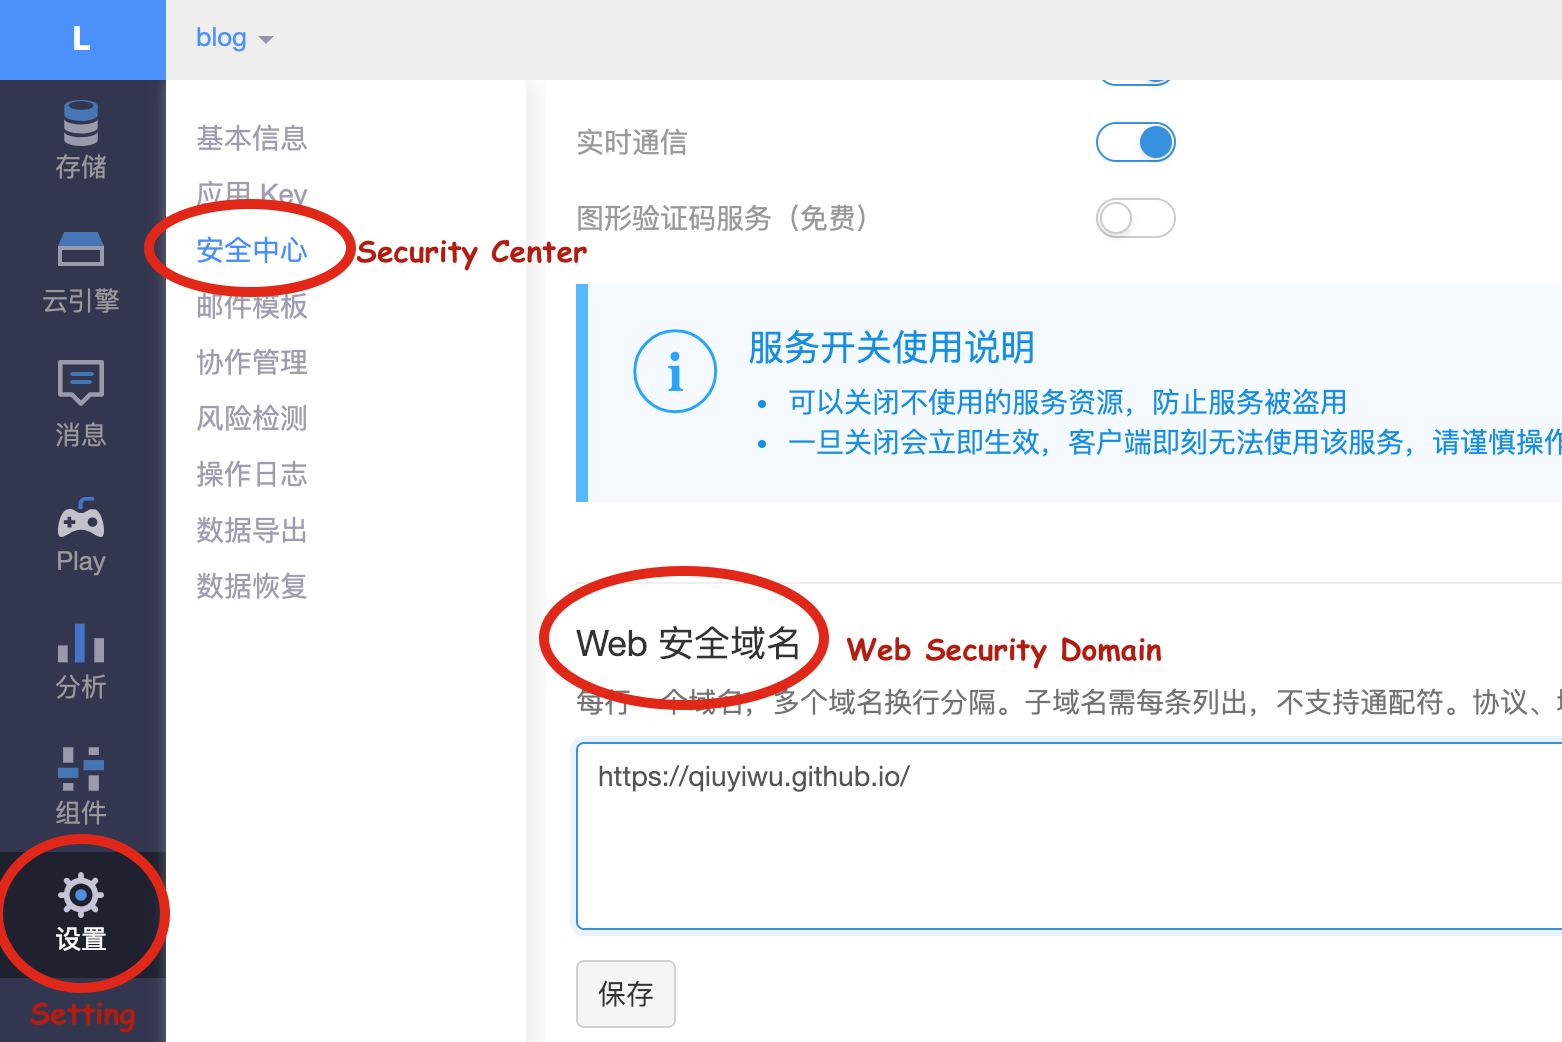 L
blog
存储
云引擎
消息
Play
分析
组件
设置
Setting
基本信息
应用 Key
安全中心
Security Center
邮件模板
协作管理
风险检测
操作日志
数据导出
数据恢复
实时通信
图形验证码服务（免费）
服务开关使用说明
• 可以关闭不使用的服务资源，防止服务被盗用
• 一旦关闭会立即生效，客户端即刻无法使用该服务，请谨慎操作
Web 安全域名
Web Security Domain
每行一个域名，多个域名换行分隔。子域名需每条列出，不支持通配符。协议、
https://qiuyiwu.github.io/
保存